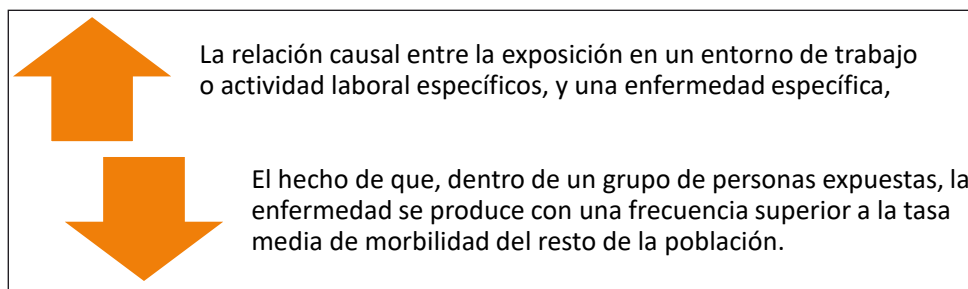 La relación causal entre la exposición en un entorno de trabajo
o actividad laboral específicos, y una enfermedad específica,
El hecho de que, dentro de un grupo de personas expuestas, la
enfermedad se produce con una frecuencia superior a la tasa
media de morbilidad del resto de la población.